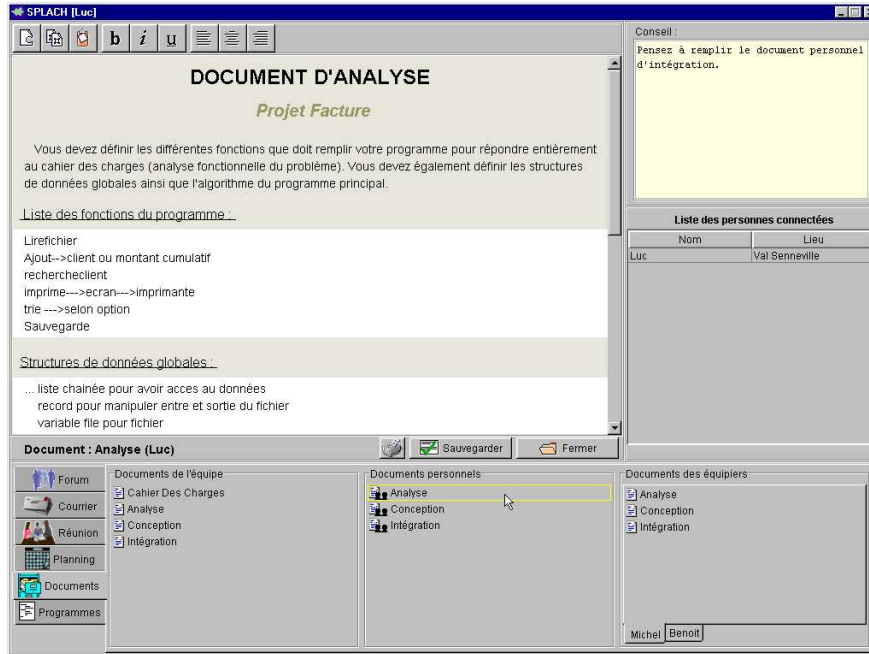 SPLACH [Luc]
b i u
DOCUMENT D'ANALYSE
Projet Facture
Vous devez définir les différentes fonctions que doit remplir votre programme pour répondre entièrement
au cahier des charges (analyse fonctionnelle du problème). Vous devez également définir les structures
de données globales ainsi que l'algorithme du programme principal.
Liste des fonctions du programme :
Lirefichier
Ajout-->client ou montant cumulatif
rechercheclient
imprime--->ecran--->imprimante
trie --->selon option
Sauvegarde
Structures de données globales :
... liste chainée pour avoir acces au données
record pour manipuler entre et sortie du fichier
variable file pour fichier
Document : Analyse (Luc)
Sauvegarder
Fermer
Conseil :
Pensez à remplir le document personnel
d'intégration.
Liste des personnes connectées
Nom Lieu
Luc Val Senneville
Forum
Courrier
Réunion
Planning
Documents
Programmes
Documents de l'équipe
Cahier Des Charges
Analyse
Conception
Intégration
Documents personnels
Analyse
Conception
Intégration
Documents des équipiers
Analyse
Conception
Intégration
Michel Benoit